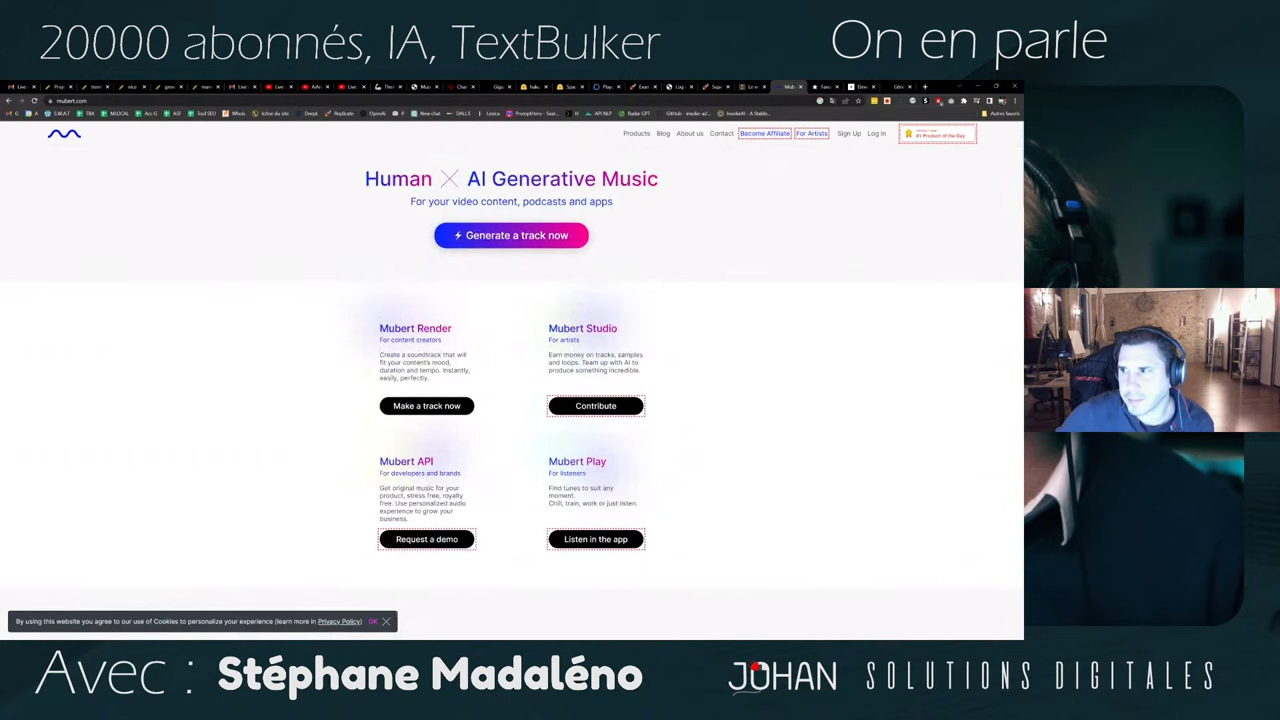 20000 abonnés, IA, TextBulker
On en parle
mubert.com
Products Blog About us Contact Become Affiliate For Artists Sign Up Log in
#1 Product of the Day
Human X AI Generative Music
For your video content, podcasts and apps
Generate a track now
Mubert Render
For content creators
Create a soundtrack that will
fit your content's mood,
duration and tempo. Instantly,
easily, perfectly.
Make a track now
Mubert Studio
For artists
Earn money on tracks, samples
and loops. Team up with AI to
produce something incredible.
Contribute
Mubert API
For developers and brands
Get original music for your
product, stress free, royalty
free. Use personalized audio
experience to grow your
business.
Request a demo
Mubert Play
For listeners
Find tunes to suit any
moment.
Chill, train, work or just listen.
Listen in the app
By using this website you agree to our use of Cookies to personalize your experience (learn more in Privacy Policy) OK
Avec : Stéphane Madaléno
JOHAN SOLUTIONS DIGITALES